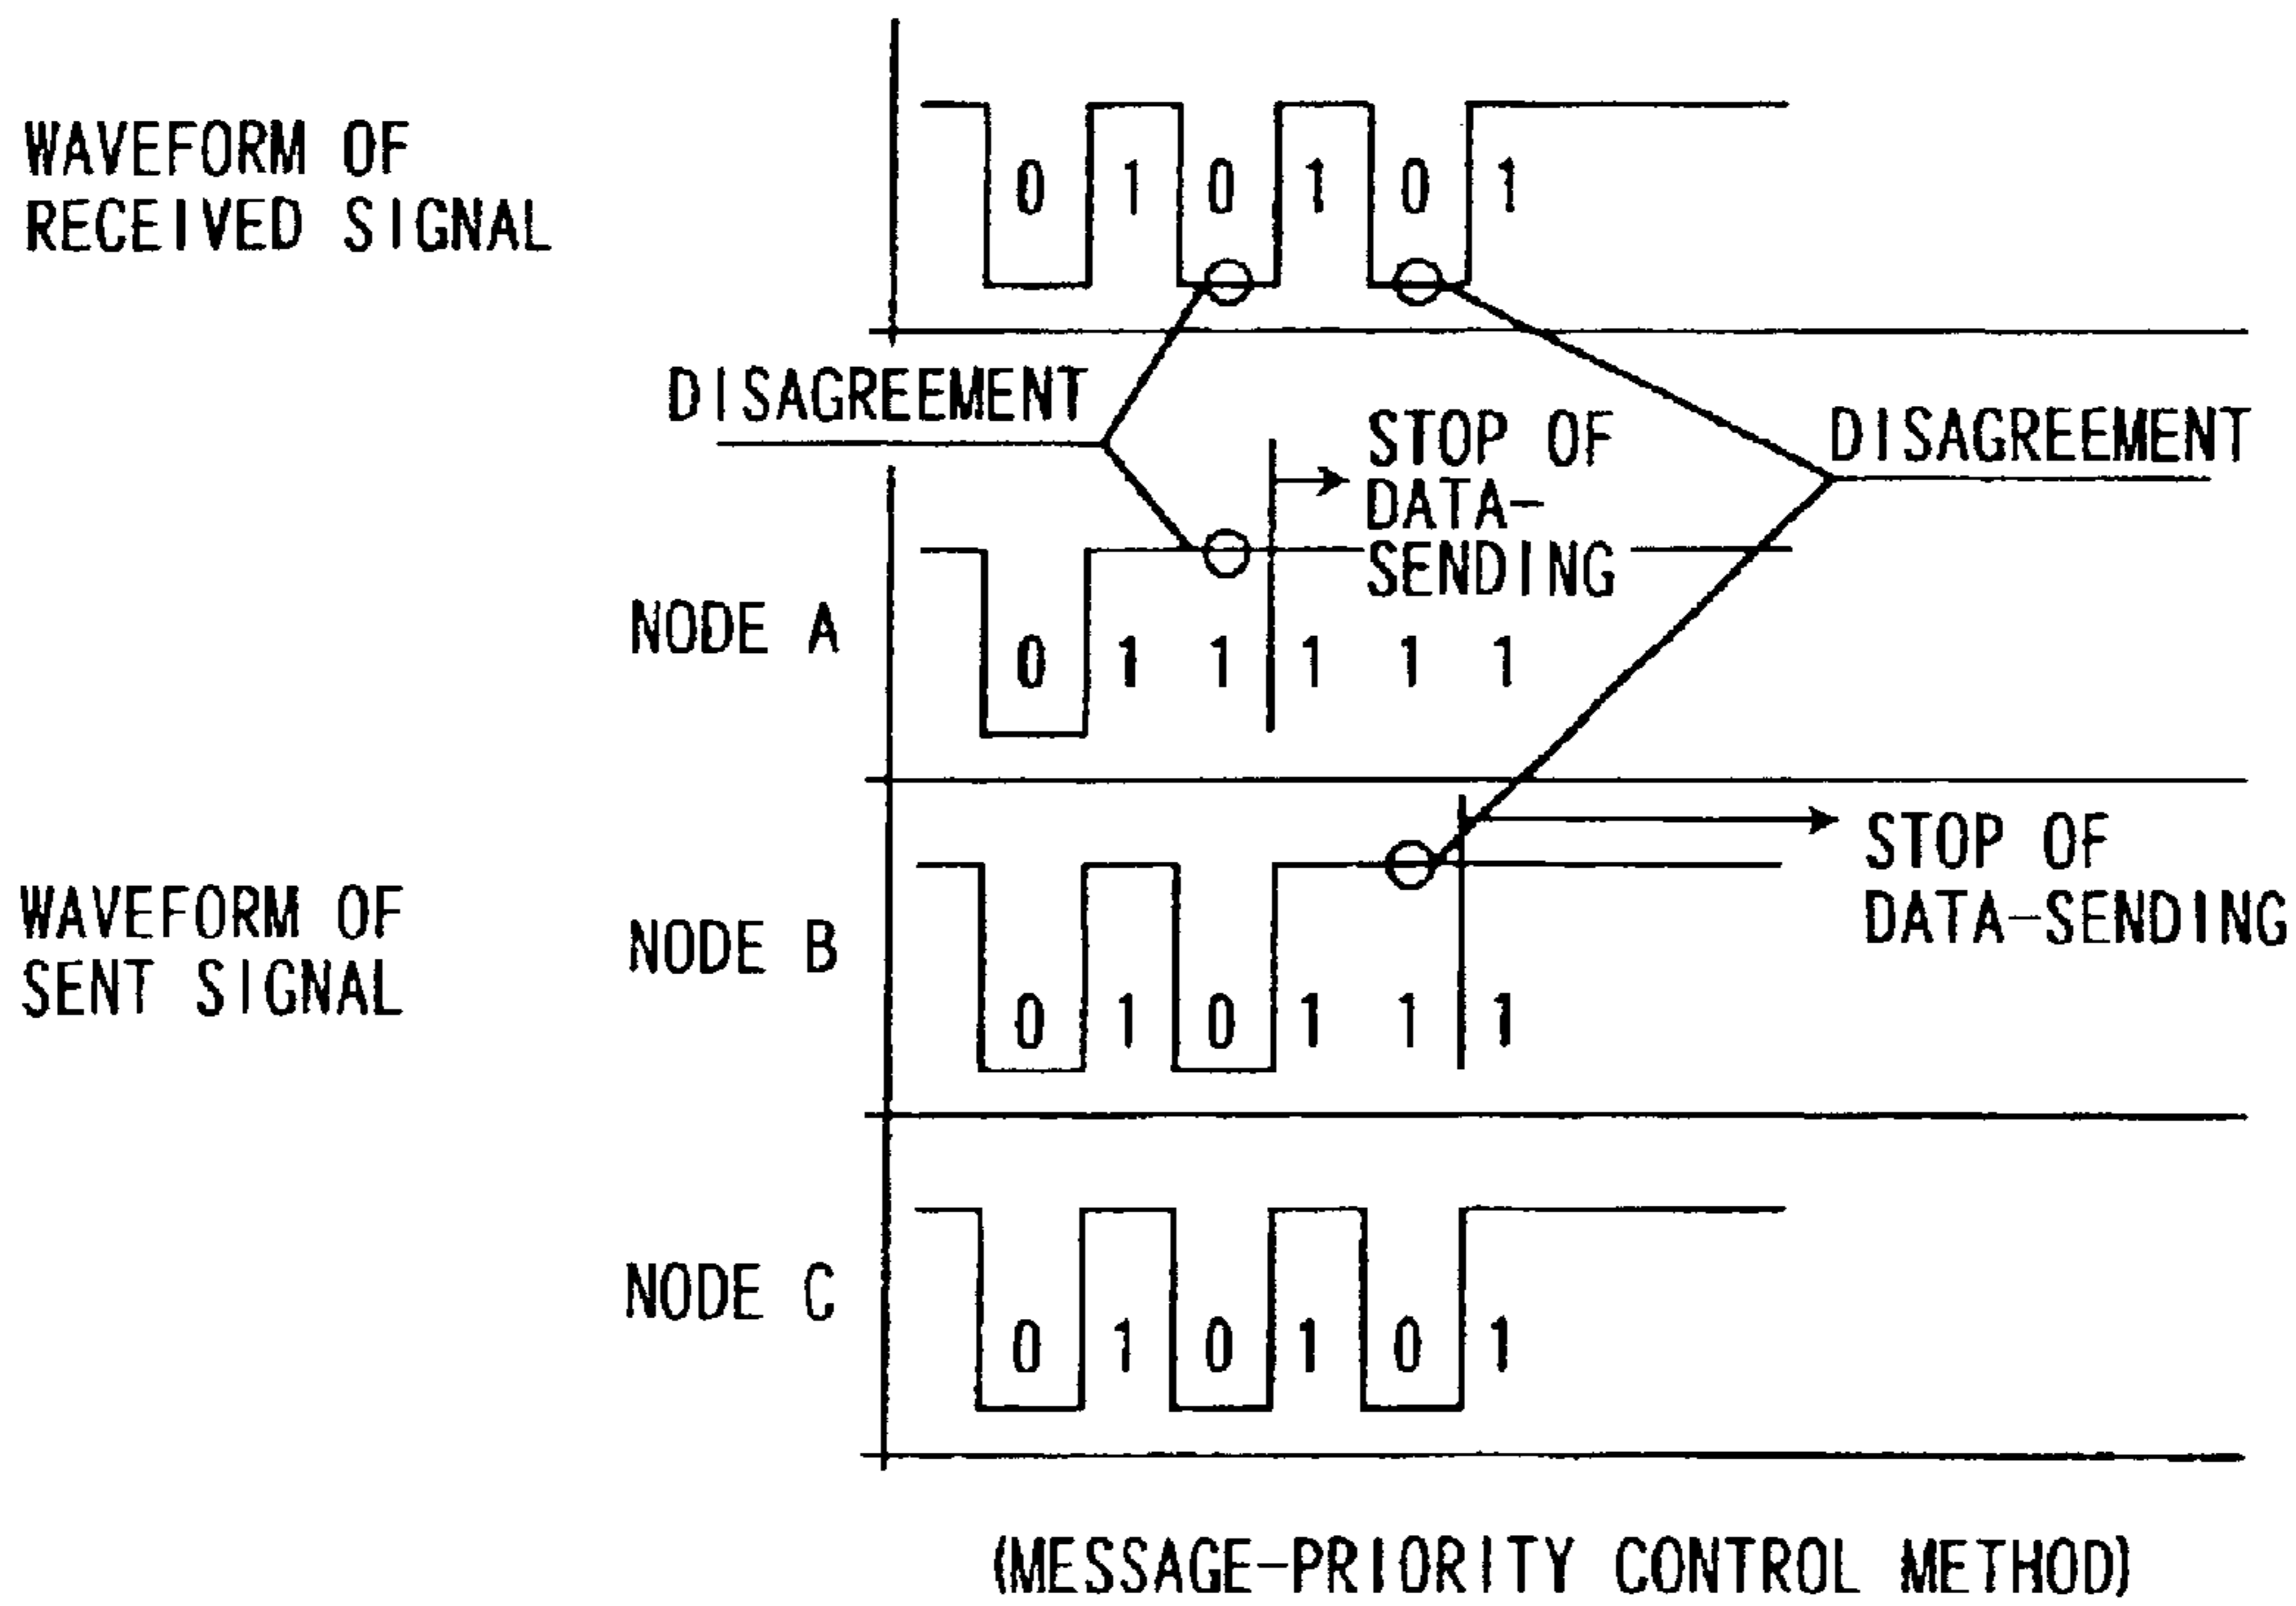 WAVEFORM OF
RECEIVED SIGNAL
0 1 0 1 0 1
DISAGREEMENT
STOP OF
DATA-
SENDING
DISAGREEMENT
NODE A
0 1 1 1 1 1
STOP OF
DATA-SENDING
WAVEFORM OF
SENT SIGNAL
NODE B
0 1 0 1 1 1
NODE C
0 1 0 1 0 1
(MESSAGE-PRIORITY CONTROL METHOD)